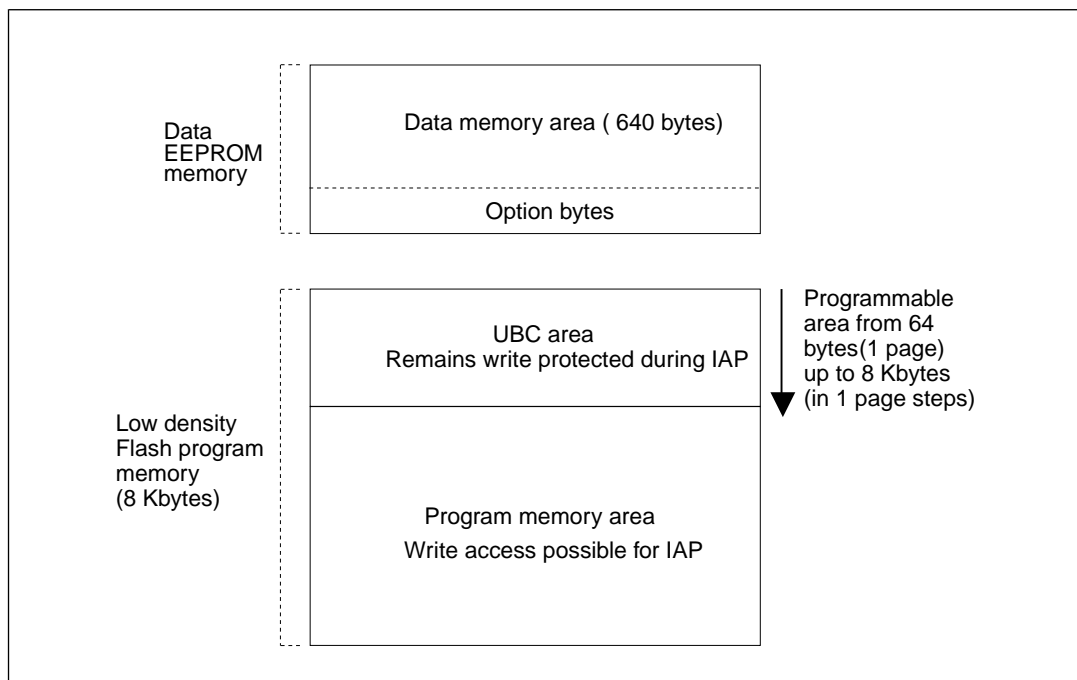 Data
EEPROM
memory
Data memory area ( 640 bytes)
Option bytes
Low density
Flash program
memory
(8 Kbytes)
UBC area
Remains write protected during IAP
Program memory area
Write access possible for IAP
Programmable
area from 64
bytes(1 page)
up to 8 Kbytes
(in 1 page steps)